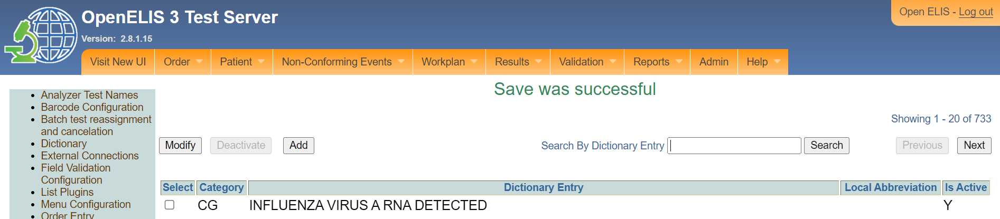 OpenELIS 3 Test Server
Open ELIS - Log out
Version: 2.8.1.15
Visit New UI Order Patient Non-Conforming Events Workplan Results Validation Reports Admin Help
Save was successful
Analyzer Test Names
Barcode Configuration
Batch test reassignment
and cancelation
Dictionary
External Connections
Field Validation
Configuration
List Plugins
Menu Configuration
Order Entry
Showing 1 - 20 of 733
Modify Deactivate Add Search By Dictionary Entry Search Previous Next
Select Category Dictionary Entry Local Abbreviation Is Active
CG INFLUENZA VIRUS A RNA DETECTED Y